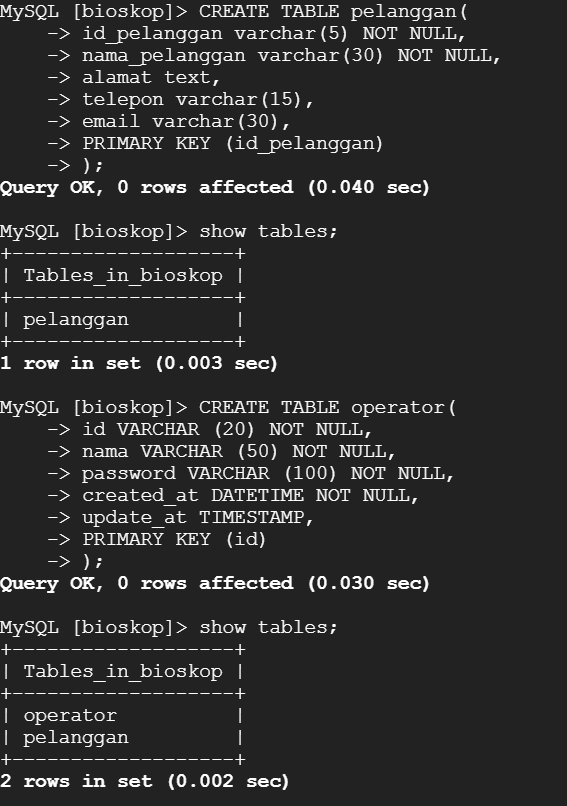 MySQL [bioskop]> CREATE TABLE pelanggan(
    -> id_pelanggan varchar(5) NOT NULL,
    -> nama_pelanggan varchar(30) NOT NULL,
    -> alamat text,
    -> telepon varchar(15),
    -> email varchar(30),
    -> PRIMARY KEY (id_pelanggan)
    -> );
Query OK, 0 rows affected (0.040 sec)
MySQL [bioskop]> show tables;
+-------------------+
| Tables_in_bioskop |
+-------------------+
| pelanggan         |
+-------------------+
1 row in set (0.003 sec)
MySQL [bioskop]> CREATE TABLE operator(
    -> id VARCHAR (20) NOT NULL,
    -> nama VARCHAR (50) NOT NULL,
    -> password VARCHAR (100) NOT NULL,
    -> created_at DATETIME NOT NULL,
    -> update_at TIMESTAMP,
    -> PRIMARY KEY (id)
    -> );
Query OK, 0 rows affected (0.030 sec)
MySQL [bioskop]> show tables;
+-------------------+
| Tables_in_bioskop |
+-------------------+
| operator          |
| pelanggan         |
+-------------------+
2 rows in set (0.002 sec)